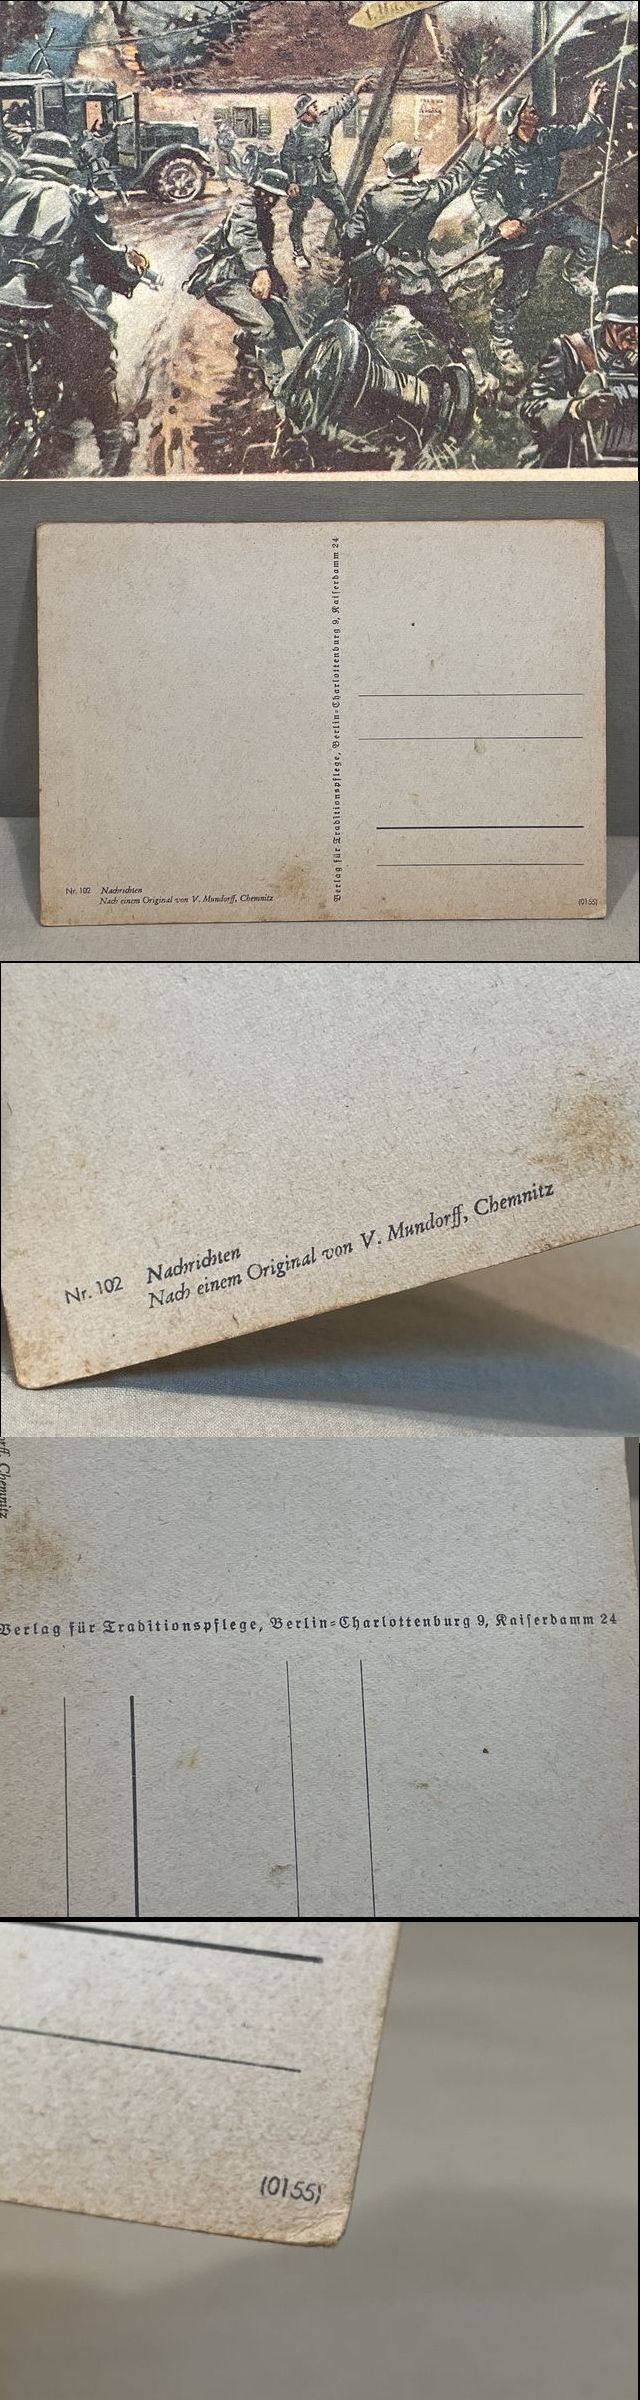 Verlag für Traditionspflege, Berlin-Charlottenburg 9, Kaiserdamm 24
Nr. 102 Nachrichten
Nach einem Original von V. Mundorff, Chemnitz
(0155)
Nr. 102 Nachrichten
Nach einem Original von V. Mundorff, Chemnitz
Chemnitz
Verlag für Traditionspflege, Berlin-Charlottenburg 9, Kaiserdamm 24
(0155)